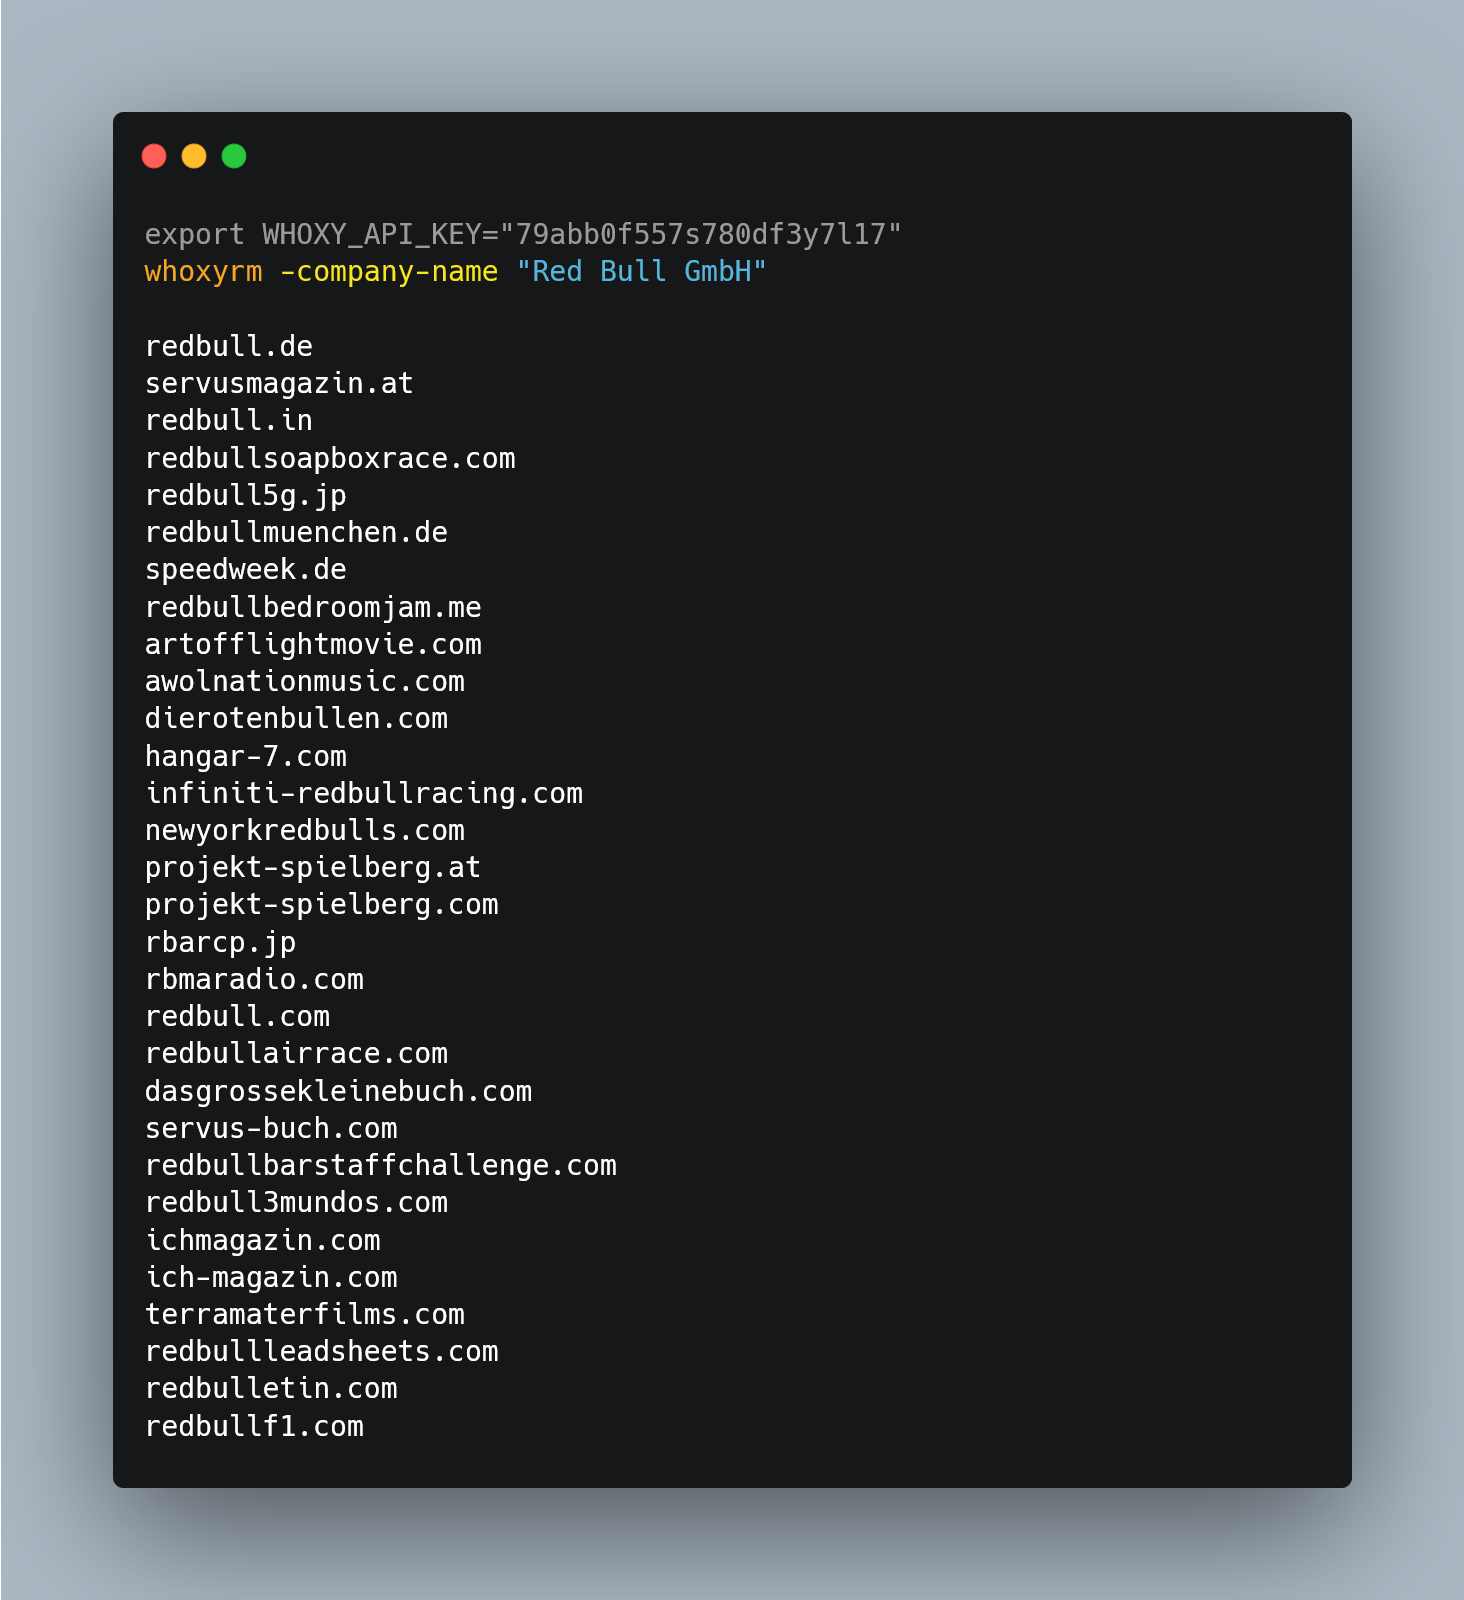 export WHOXY_API_KEY="79abb0f557s780df3y7l17"
whoxyrm -company-name "Red Bull GmbH"
redbull.de
servusmagazin.at
redbull.in
redbullsoapboxrace.com
redbull5g.jp
redbullmuenchen.de
speedweek.de
redbullbedroomjam.me
artofflightmovie.com
awolnationmusic.com
dierotenbullen.com
hangar-7.com
infiniti-redbullracing.com
newyorkredbulls.com
projekt-spielberg.at
projekt-spielberg.com
rbarcp.jp
rbmaradio.com
redbull.com
redbullairrace.com
dasgrossekleinebuch.com
servus-buch.com
redbullbarstaffchallenge.com
redbull3mundos.com
ichmagazin.com
ich-magazin.com
terramaterfilms.com
redbullleadsheets.com
redbulletin.com
redbullf1.com